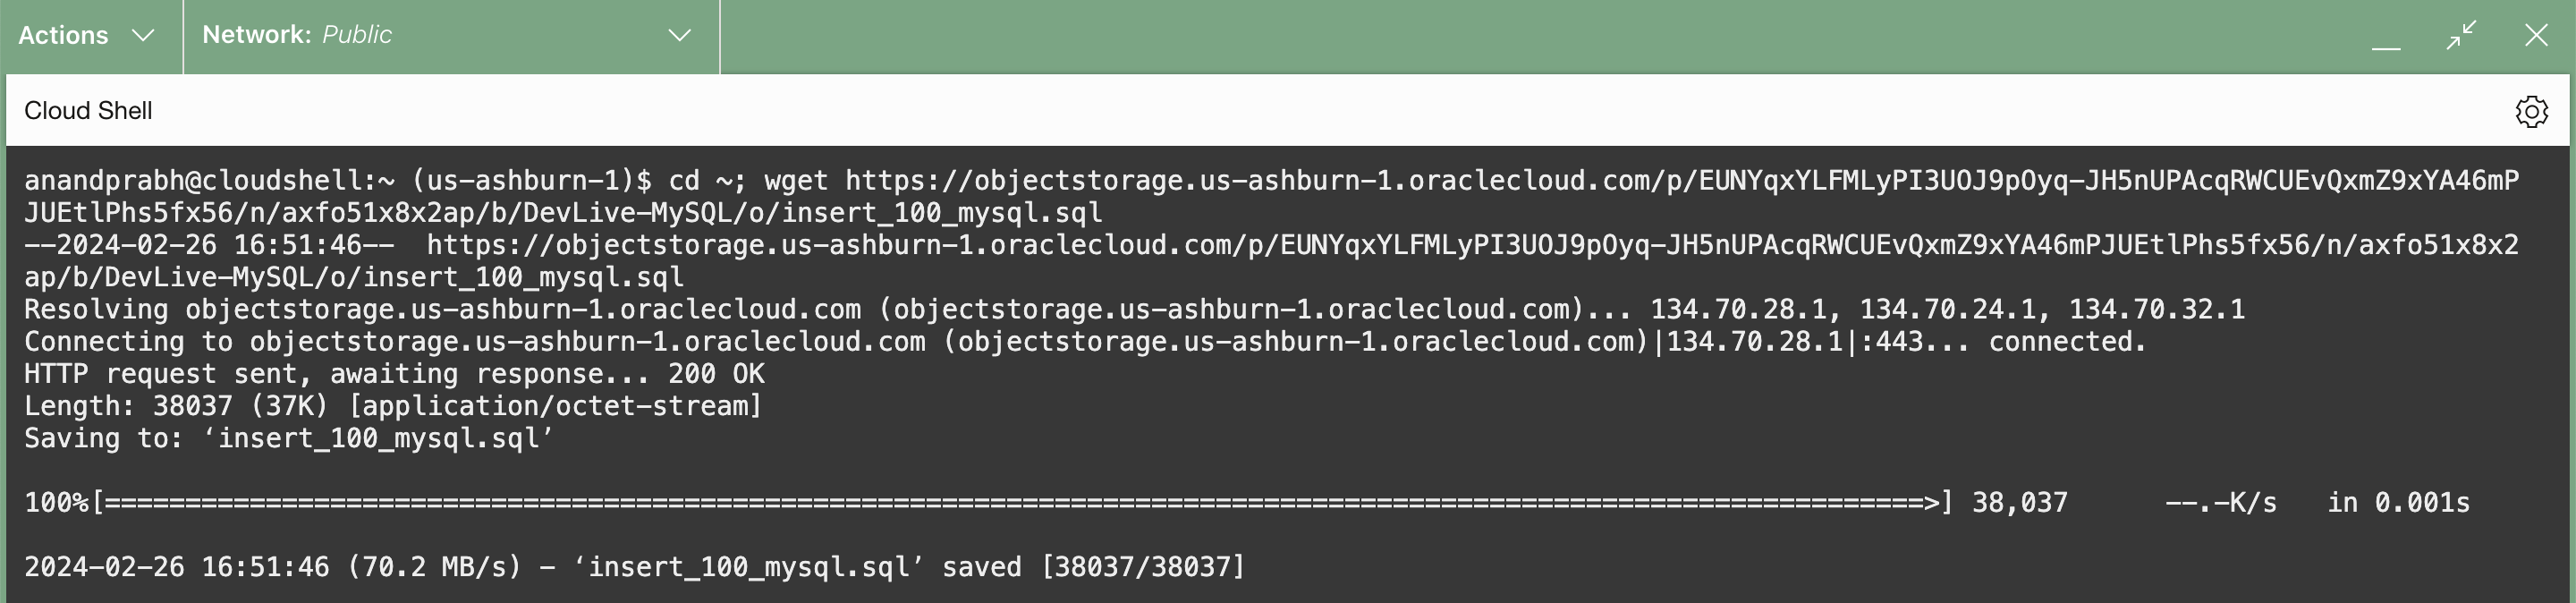 Actions
Network: Public
Cloud Shell
anandprabh@cloudshell:~ (us-ashburn-1)$ cd ~; wget https://objectstorage.us-ashburn-1.oraclecloud.com/p/EUNYqxYLFMLyPI3UOJ9pOyq-JH5nUPAcqRWCUEvQxmZ9xYA46mP
JUEtlPhs5fx56/n/axfo51x8x2ap/b/DevLive-MySQL/o/insert_100_mysql.sql
--2024-02-26 16:51:46--  https://objectstorage.us-ashburn-1.oraclecloud.com/p/EUNYqxYLFMLyPI3UOJ9pOyq-JH5nUPAcqRWCUEvQxmZ9xYA46mPJUEtlPhs5fx56/n/axfo51x8x2
ap/b/DevLive-MySQL/o/insert_100_mysql.sql
Resolving objectstorage.us-ashburn-1.oraclecloud.com (objectstorage.us-ashburn-1.oraclecloud.com)... 134.70.28.1, 134.70.24.1, 134.70.32.1
Connecting to objectstorage.us-ashburn-1.oraclecloud.com (objectstorage.us-ashburn-1.oraclecloud.com)|134.70.28.1|:443... connected.
HTTP request sent, awaiting response... 200 OK
Length: 38037 (37K) [application/octet-stream]
Saving to: ‘insert_100_mysql.sql’
100%[=================================================================================================================>] 38,037      --.-K/s   in 0.001s
2024-02-26 16:51:46 (70.2 MB/s) - ‘insert_100_mysql.sql’ saved [38037/38037]